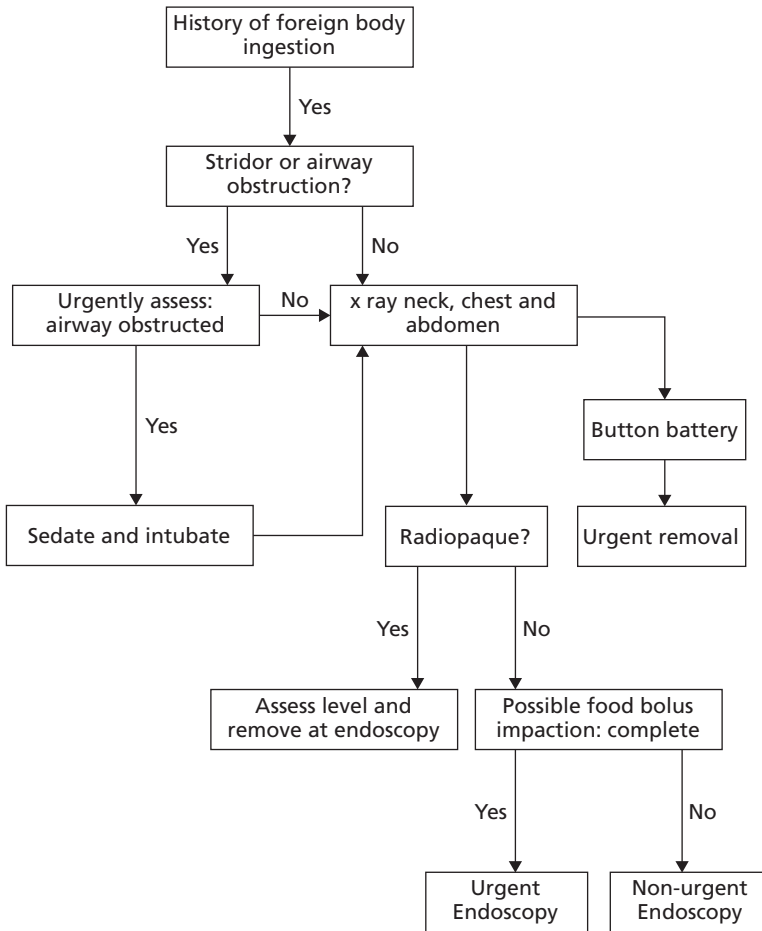 History of foreign body
ingestion
Yes
Stridor or airway
obstruction?
Yes
No
Urgently assess:
airway obstructed
No
x ray neck, chest and
abdomen
Yes
Button battery
Sedate and intubate
Radiopaque?
Urgent removal
Yes
No
Assess level and
remove at endoscopy
Possible food bolus
impaction: complete
Yes
No
Urgent
Endoscopy
Non-urgent
Endoscopy